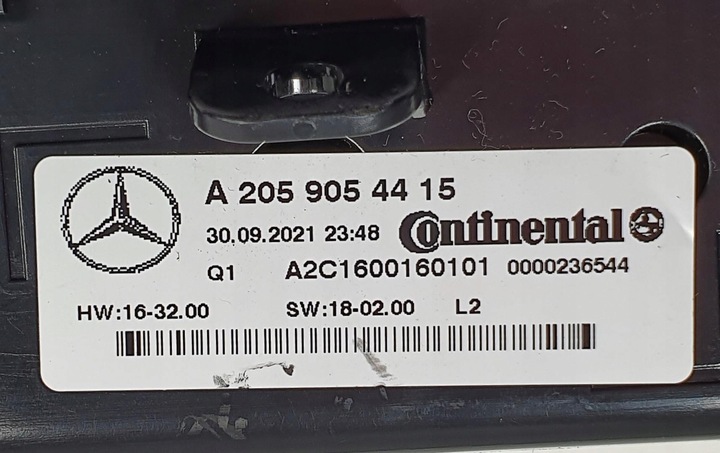 A 205 905 44 15
30.09.2021 23:48 Continental
Q1 A2C1600160101 0000236544
HW:16-32.00 SW:18-02.00 L2